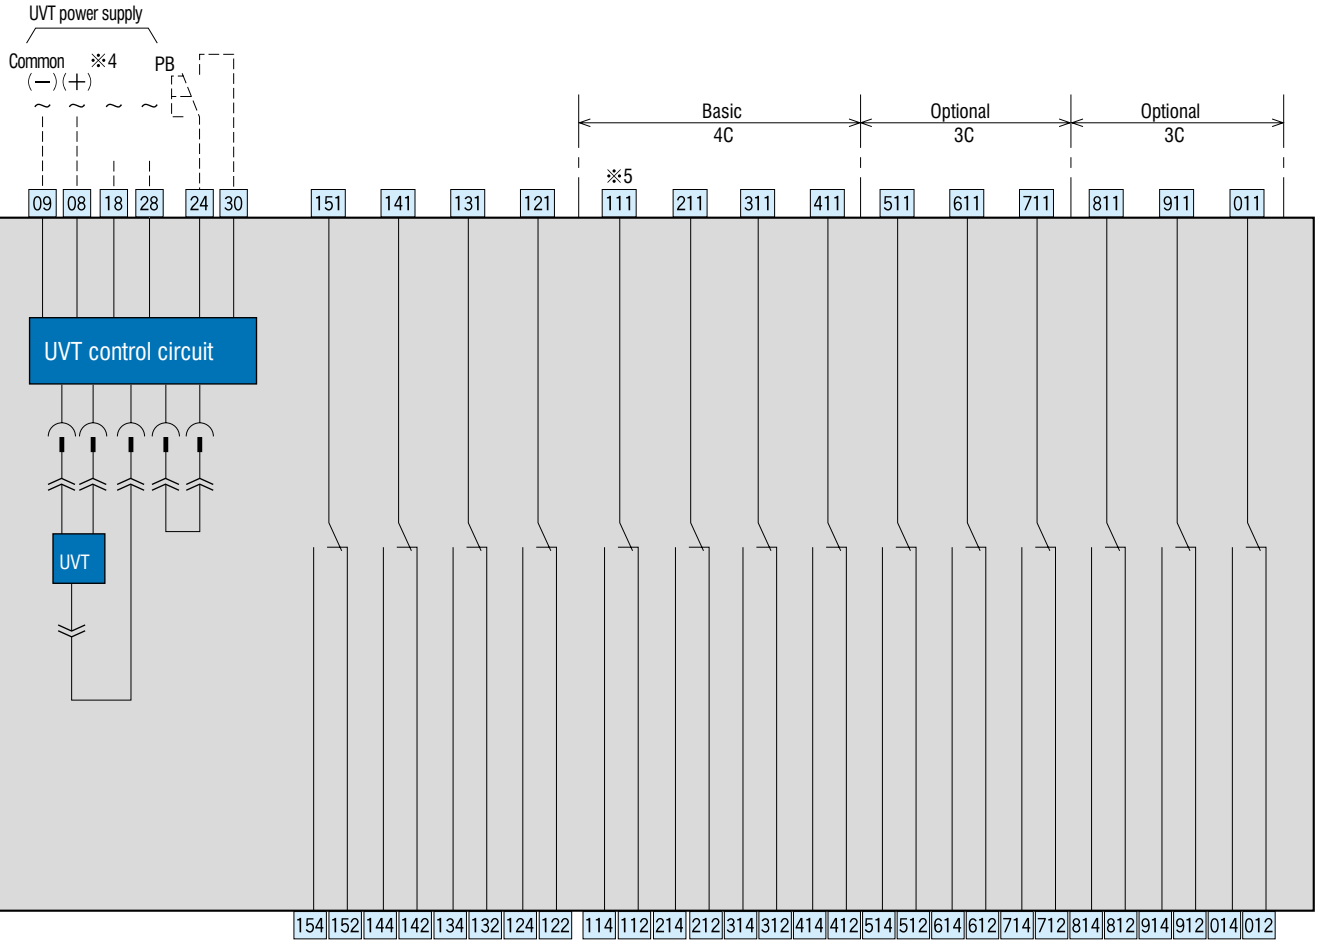 UVT power supply
Common ※4 PB
(−) (+)
~ ~ ~ ~
Basic Optional Optional
4C 3C 3C
※5
09 08 18 28 24 30 151 141 131 121 111 211 311 411 511 611 711 811 911 011
UVT control circuit
UVT
154 152 144 142 134 132 124 122 114 112 214 212 314 312 414 412 514 512 614 612 714 712 814 812 914 912 014 012